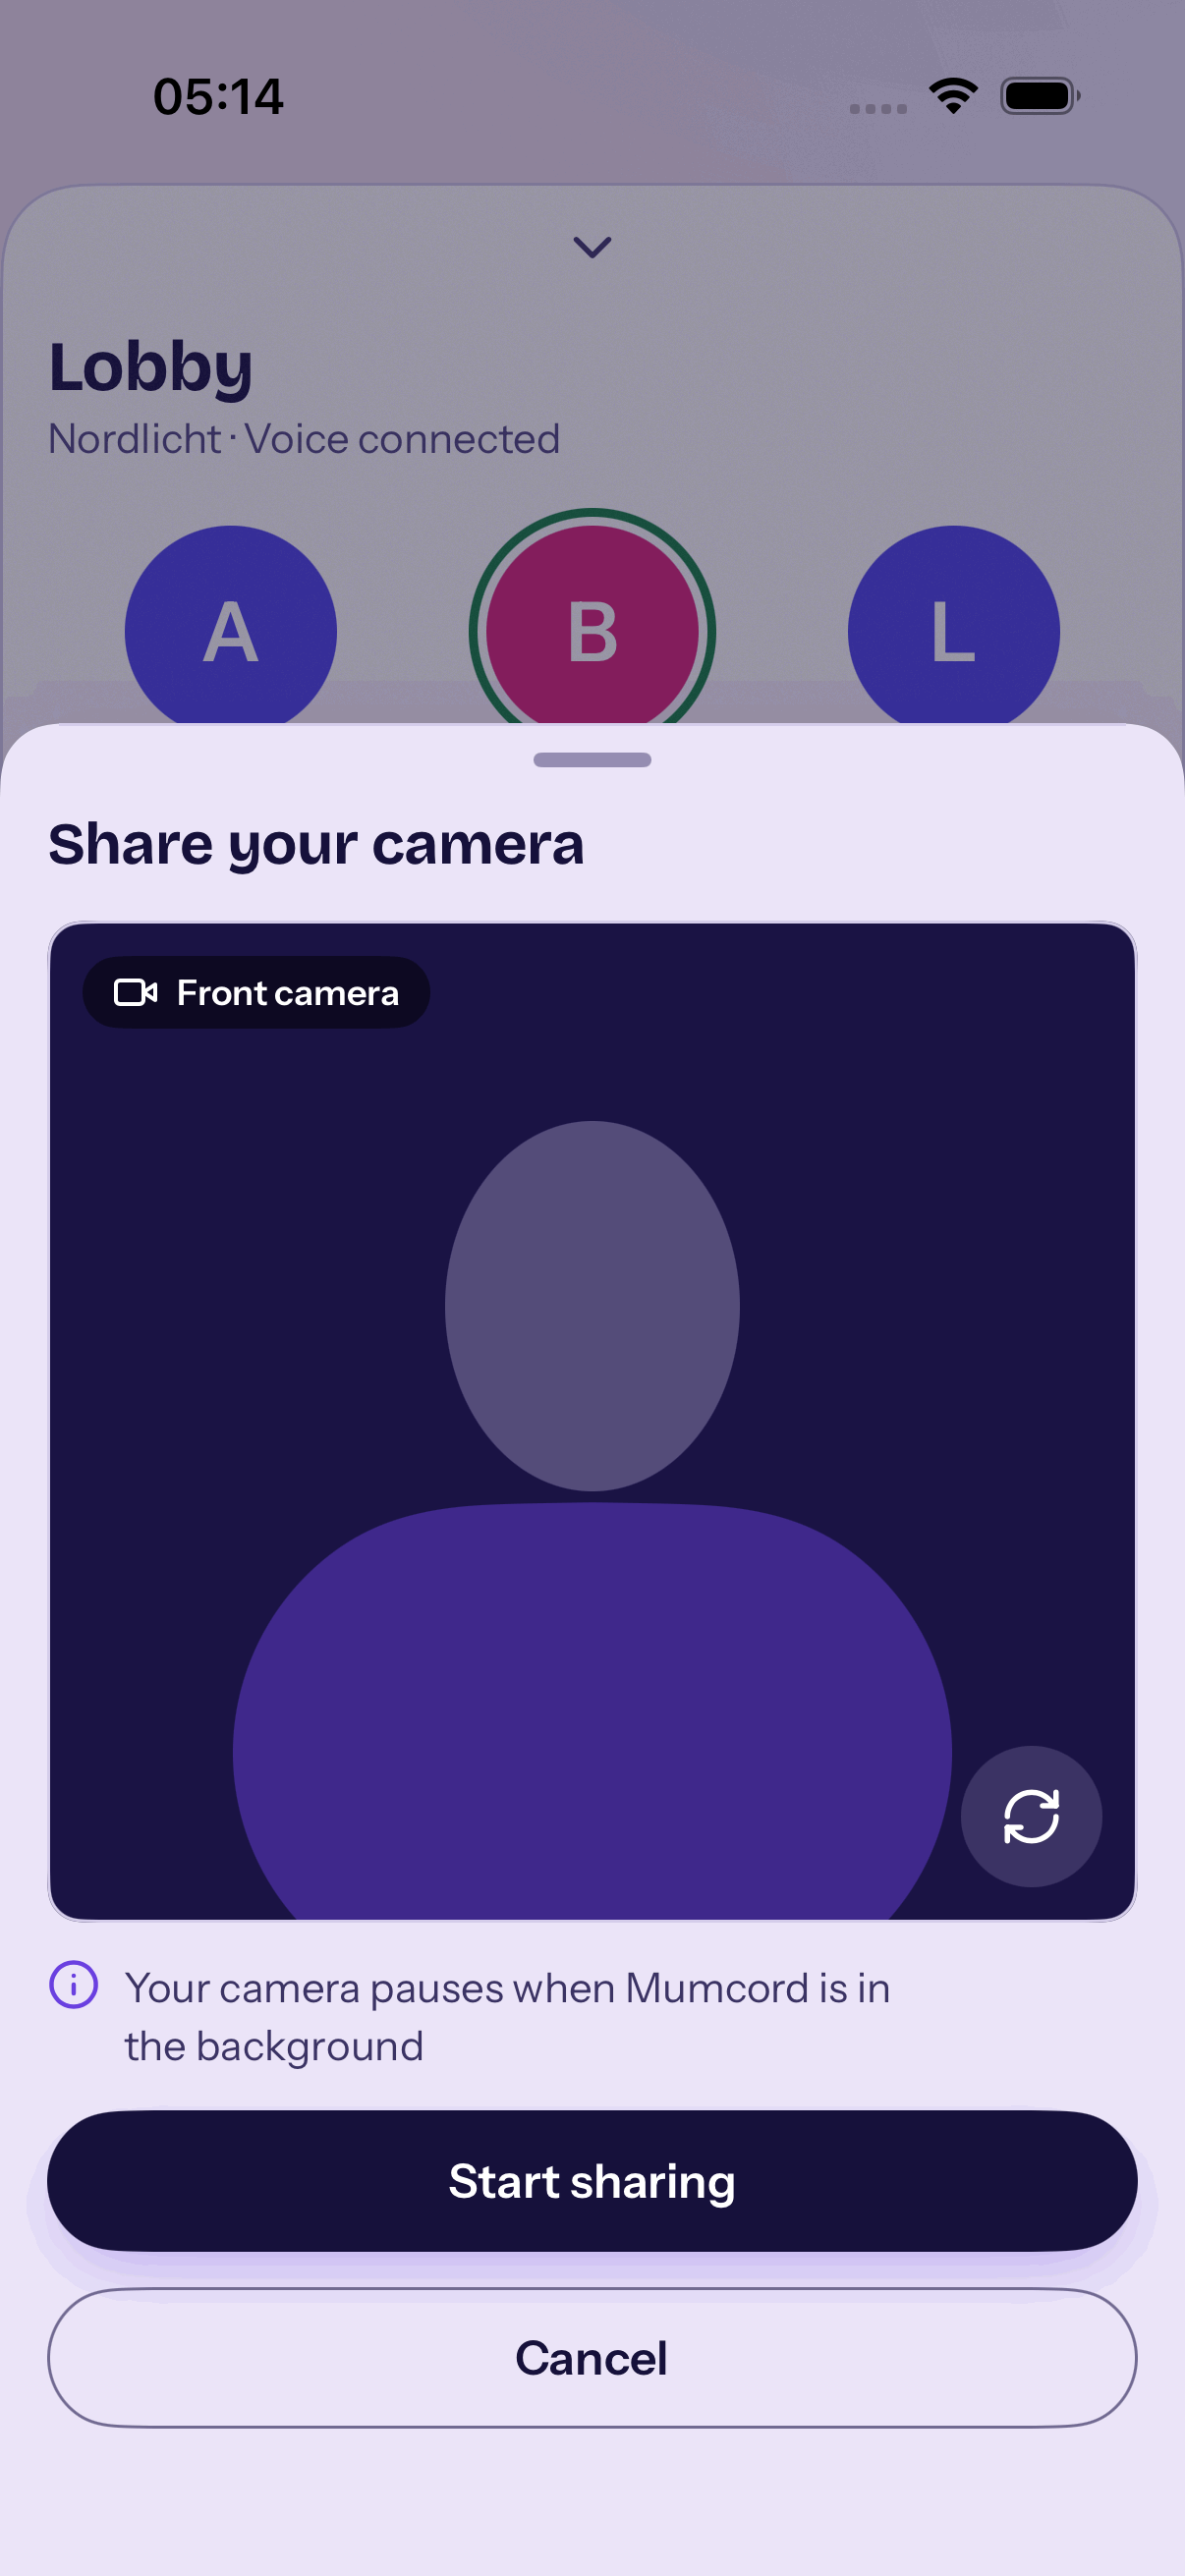 05:14
Lobby
Nordlicht · Voice connected
A
B
L
Share your camera
Front camera
Your camera pauses when Mumcord is in
the background
Start sharing
Cancel